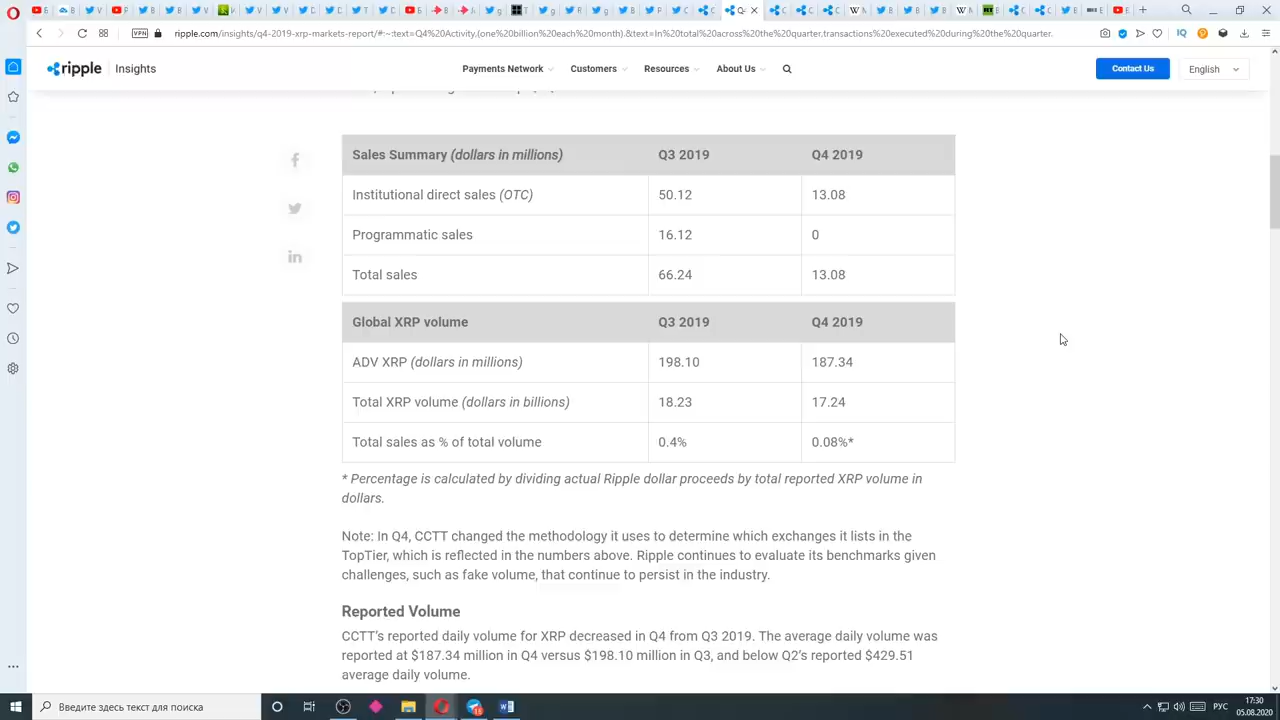 VPN
ripple.com/insights/q4-2019-xrp-markets-report/#:~:text=Q4%20Activity,(one%20billion%20each%20month).&text=In%20total%20across%20the%20quarter,transactions%20executed%20during%20the%20quarter.
ripple Insights
Payments Network Customers Resources About Us
Contact Us English
Sales Summary (dollars in millions) Q3 2019 Q4 2019
Institutional direct sales (OTC) 50.12 13.08
Programmatic sales 16.12 0
Total sales 66.24 13.08
Global XRP volume Q3 2019 Q4 2019
ADV XRP (dollars in millions) 198.10 187.34
Total XRP volume (dollars in billions) 18.23 17.24
Total sales as % of total volume 0.4% 0.08%*
* Percentage is calculated by dividing actual Ripple dollar proceeds by total reported XRP volume in
dollars.
Note: In Q4, CCTT changed the methodology it uses to determine which exchanges it lists in the
TopTier, which is reflected in the numbers above. Ripple continues to evaluate its benchmarks given
challenges, such as fake volume, that continue to persist in the industry.
Reported Volume
CCTT's reported daily volume for XRP decreased in Q4 from Q3 2019. The average daily volume was
reported at $187.34 million in Q4 versus $198.10 million in Q3, and below Q2's reported $429.51
average daily volume.
Введите здесь текст для поиска
РУС
17:30
05.08.2020